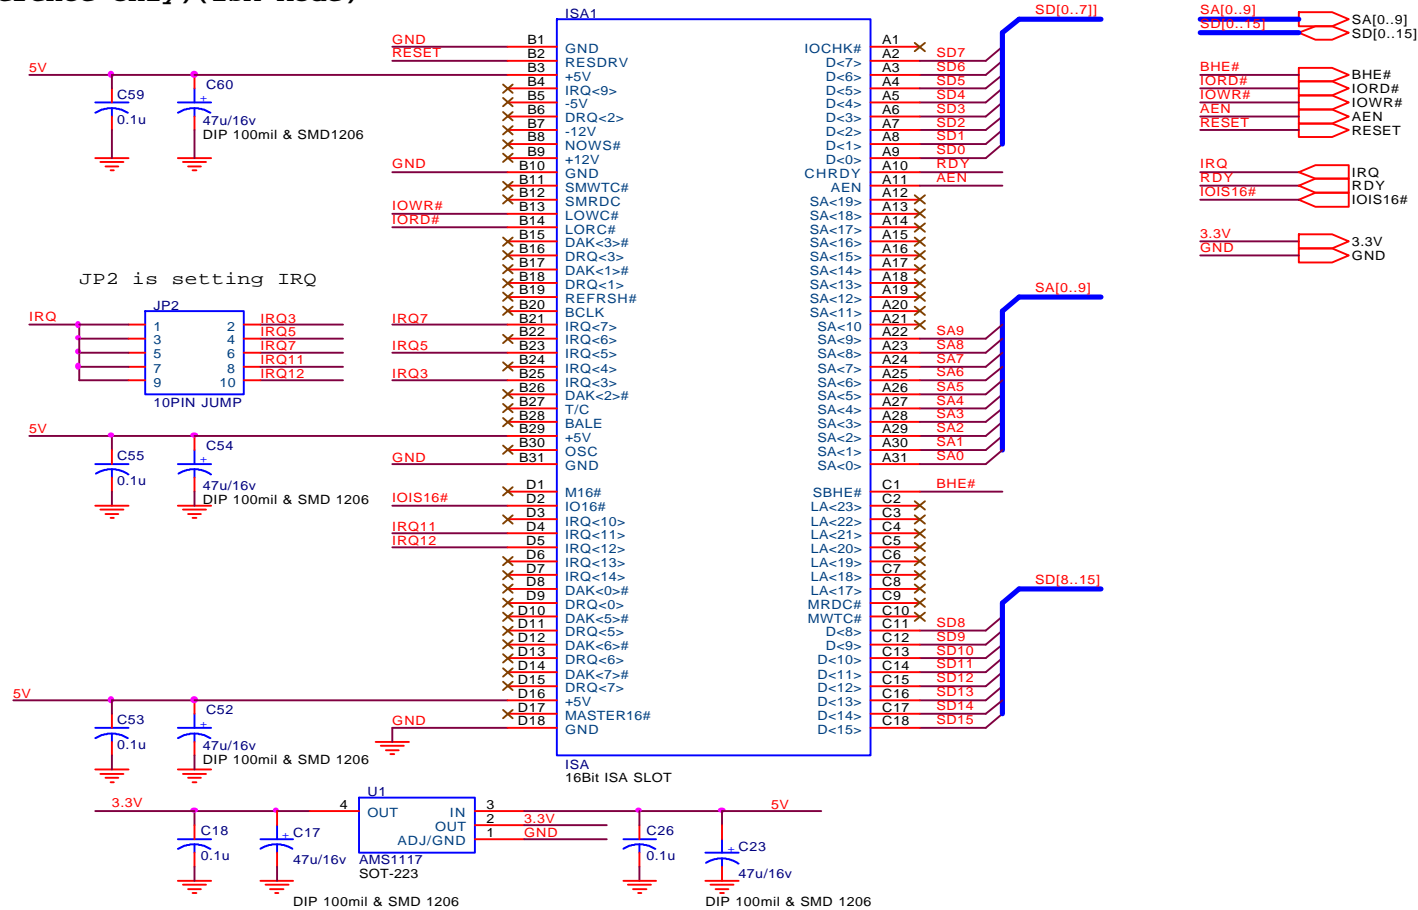 ISA1
GND B1 GND
RESET B2 RESDRV
5V B3 +5V
B4 IRQ<9>
B5 -5V
B6 DRQ<2>
B7 -12V
B8 NOWS#
B9 +12V
GND B10 GND
B11 SMWTC#
B12 SMRDC
IOWR# B13 LOWC#
IORD# B14 LORC#
B15 DAK<3>#
B16 DRQ<3>
B17 DAK<1>#
B18 DRQ<1>
B19 REFRSH#
B20 BCLK
IRQ7 B21 IRQ<7>
B22 IRQ<6>
IRQ5 B23 IRQ<5>
B24 IRQ<4>
IRQ3 B25 IRQ<3>
B26 DAK<2>#
B27 T/C
B28 BALE
5V B29 +5V
B30 OSC
GND B31 GND
D1 M16#
IOIS16# D2 IO16#
D3 IRQ<10>
IRQ11 D4 IRQ<11>
IRQ12 D5 IRQ<12>
D6 IRQ<13>
D7 IRQ<14>
D8 DAK<0>#
D9 DRQ<0>
D10 DAK<5>#
D11 DRQ<5>
D12 DAK<6>#
D13 DRQ<6>
D14 DAK<7>#
D15 DRQ<7>
5V D16 +5V
D17 MASTER16#
GND D18 GND
ISA
16Bit ISA SLOT
C59
0.1u
C60
+
47u/16v
DIP 100mil & SMD1206
JP2 is setting IRQ
JP2
IRQ 1 2 IRQ3
3 4 IRQ5
5 6 IRQ7
7 8 IRQ11
9 10 IRQ12
10PIN JUMP
C55
0.1u
C54
+
47u/16v
DIP 100mil & SMD 1206
C53
0.1u
C52
+
47u/16v
DIP 100mil & SMD 1206
IOCHK# A1
D<7> A2 SD7
D<6> A3 SD6
D<5> A4 SD5
D<4> A5 SD4
D<3> A6 SD3
D<2> A7 SD2
D<1> A8 SD1
D<0> A9 SD0
CHRDY A10 RDY
AEN A11 AEN
SA<19> A12
SA<18> A13
SA<17> A14
SA<16> A15
SA<15> A16
SA<14> A17
SA<13> A18
SA<12> A19
SA<11> A20
SA<10 A21
SA<9> A22 SA9
SA<8> A23 SA8
SA<7> A24 SA7
SA<6> A25 SA6
SA<5> A26 SA5
SA<4> A27 SA4
SA<3> A28 SA3
SA<2> A29 SA2
SA<1> A30 SA1
SA<0> A31 SA0
SBHE# C1 BHE#
LA<23> C2
LA<22> C3
LA<21> C4
LA<20> C5
LA<19> C6
LA<18> C7
LA<17> C8
MRDC# C9
MWTC# C10
D<8> C11 SD8
D<9> C12 SD9
D<10> C13 SD10
D<11> C14 SD11
D<12> C15 SD12
D<13> C16 SD13
D<14> C17 SD14
D<15> C18 SD15
SD[0..7]]
SA[0..9]
SD[8..15]
SA[0..9] SA[0..9]
SD[0..15] SD[0..15]
BHE# BHE#
IORD# IORD#
IOWR# IOWR#
AEN AEN
RESET RESET
IRQ IRQ
RDY RDY
IOIS16# IOIS16#
3.3V 3.3V
GND GND
U1
3.3V 4 OUT IN 3 5V
OUT 2 3.3V
ADJ/GND 1 GND
AMS1117
SOT-223
C18
0.1u
+ C17
47u/16v
DIP 100mil & SMD 1206
C26
0.1u
+ C23
47u/16v
DIP 100mil & SMD 1206